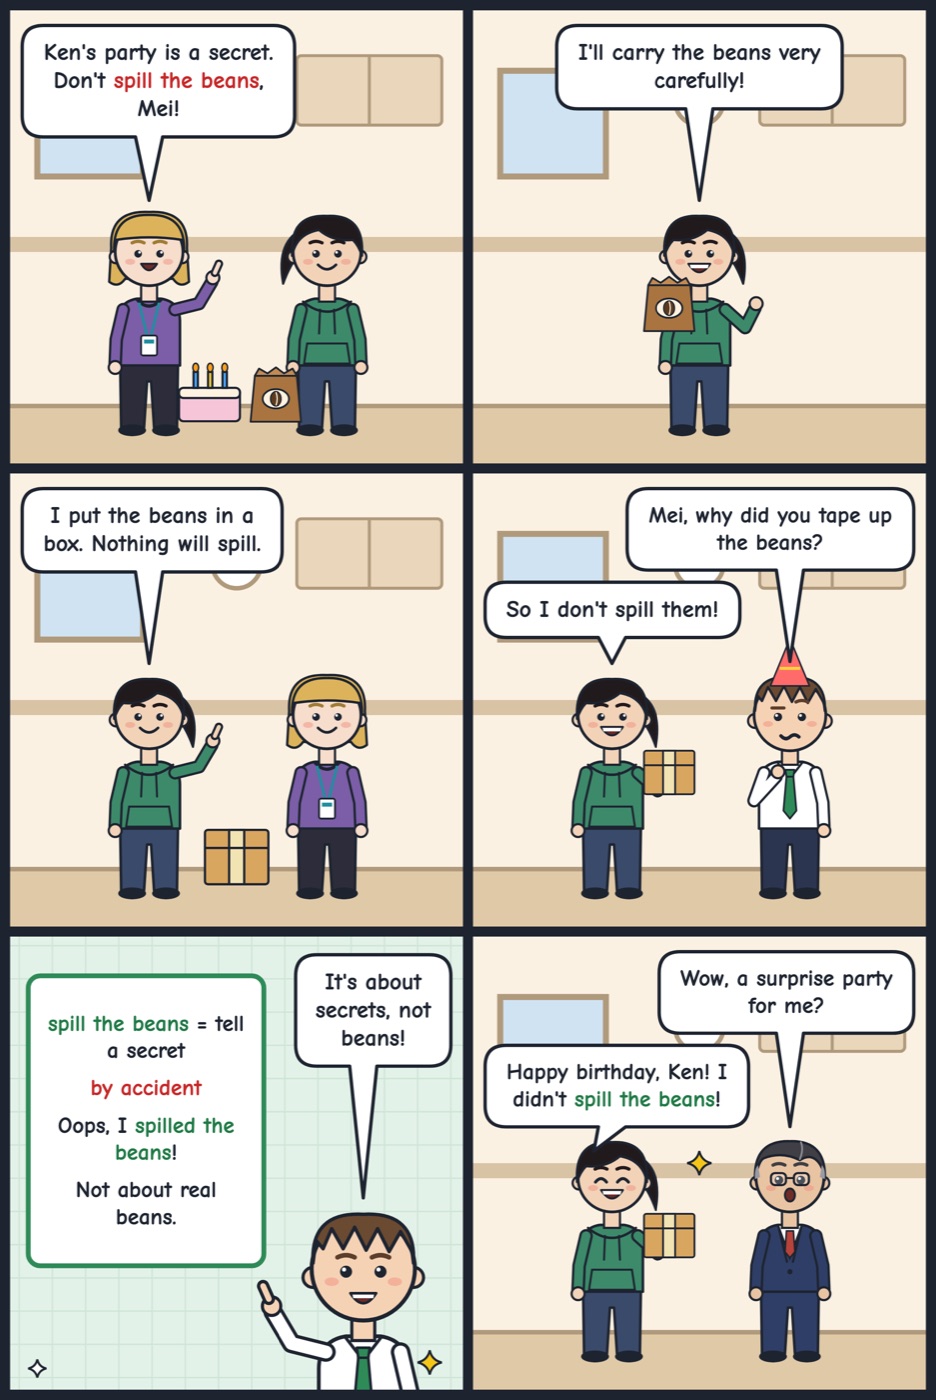 Ken's party is a secret.
Don't spill the beans,
Mei!
I'll carry the beans very
carefully!
I put the beans in a
box. Nothing will spill.
Mei, why did you tape up
the beans?
So I don't spill them!
spill the beans = tell
a secret
by accident
Oops, I spilled the
beans!
Not about real
beans.
It's about
secrets, not
beans!
Wow, a surprise party
for me?
Happy birthday, Ken! I
didn't spill the beans!